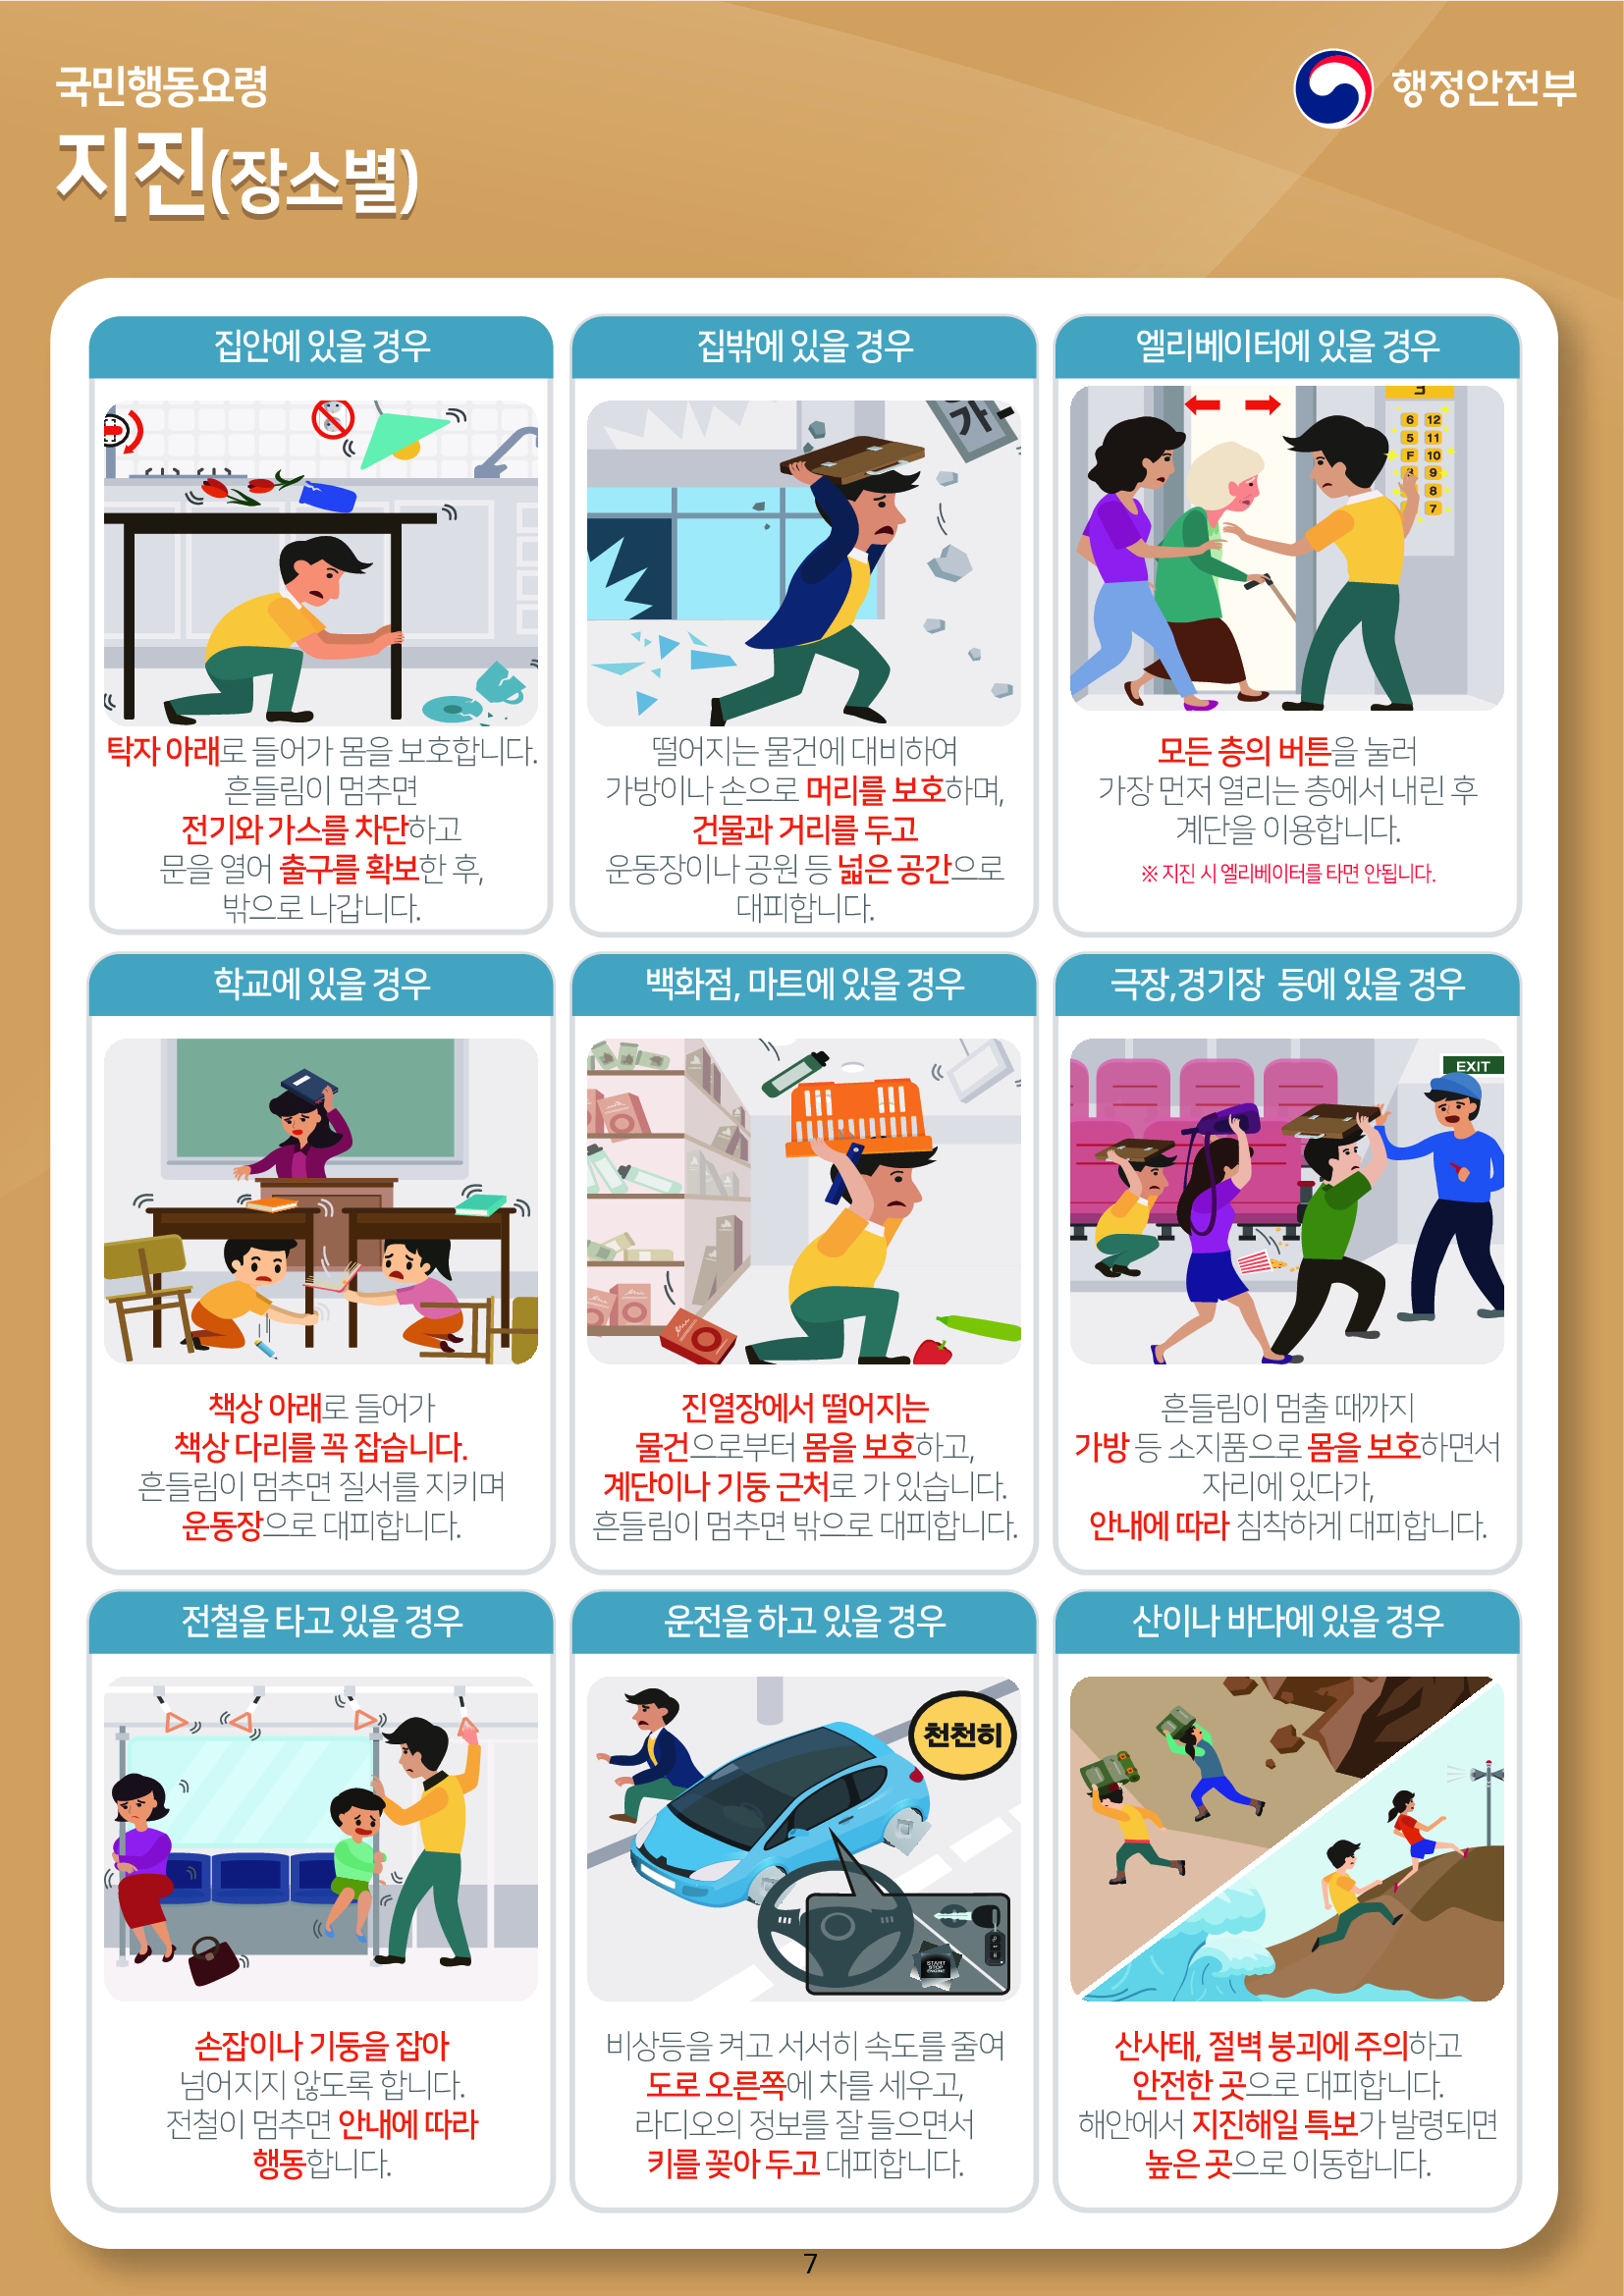 국민행동요령
지진(장소별)
행정안전부
집안에 있을 경우
탁자 아래로 들어가 몸을 보호합니다.
흔들림이 멈추면
전기와 가스를 차단하고
문을 열어 출구를 확보한 후,
밖으로 나갑니다.
집밖에 있을 경우
가
떨어지는 물건에 대비하여
가방이나 손으로 머리를 보호하며,
건물과 거리를 두고
운동장이나 공원 등 넓은 공간으로
대피합니다.
엘리베이터에 있을 경우
6 12
5 11
F 10
9
8
7
모든 층의 버튼을 눌러
가장 먼저 열리는 층에서 내린 후
계단을 이용합니다.
※ 지진 시 엘리베이터를 타면 안됩니다.
학교에 있을 경우
책상 아래로 들어가
책상 다리를 꼭 잡습니다.
흔들림이 멈추면 질서를 지키며
운동장으로 대피합니다.
백화점, 마트에 있을 경우
진열장에서 떨어지는
물건으로부터 몸을 보호하고,
계단이나 기둥 근처로 가 있습니다.
흔들림이 멈추면 밖으로 대피합니다.
극장,경기장 등에 있을 경우
EXIT
흔들림이 멈출 때까지
가방 등 소지품으로 몸을 보호하면서
자리에 있다가,
안내에 따라 침착하게 대피합니다.
전철을 타고 있을 경우
손잡이나 기둥을 잡아
넘어지지 않도록 합니다.
전철이 멈추면 안내에 따라
행동합니다.
운전을 하고 있을 경우
천천히
START
STOP
ENGINE
비상등을 켜고 서서히 속도를 줄여
도로 오른쪽에 차를 세우고,
라디오의 정보를 잘 들으면서
키를 꽂아 두고 대피합니다.
산이나 바다에 있을 경우
산사태, 절벽 붕괴에 주의하고
안전한 곳으로 대피합니다.
해안에서 지진해일 특보가 발령되면
높은 곳으로 이동합니다.
7